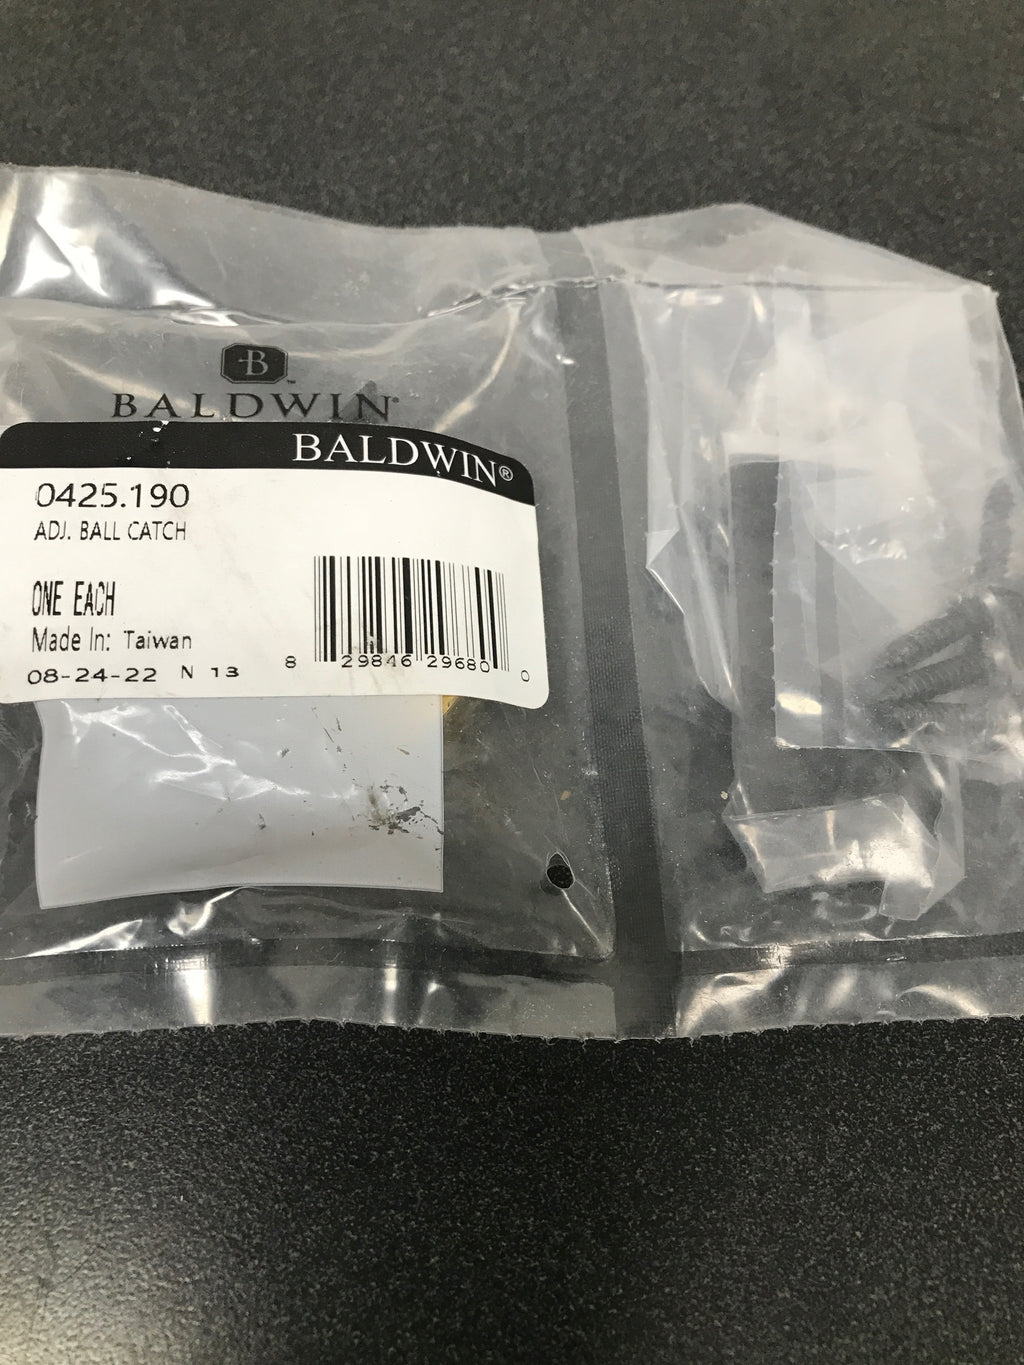 B™
BALDWIN®
BALDWIN®
0425.190
ADJ. BALL CATCH
ONE EACH
Made In: Taiwan
08-24-22 N 13
8 29846 29680 0